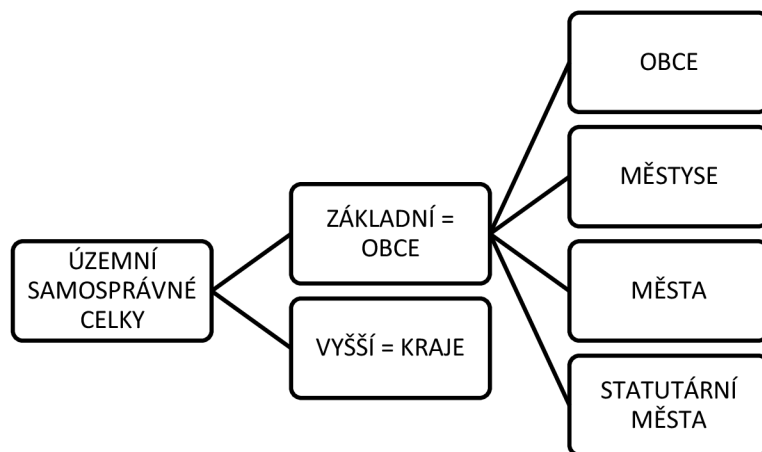 ÚZEMNÍ
SAMOSPRÁVNÉ
CELKY
ZÁKLADNÍ =
OBCE
VYŠŠÍ = KRAJE
OBCE
MĚSTYSE
MĚSTA
STATUTÁRNÍ
MĚSTA